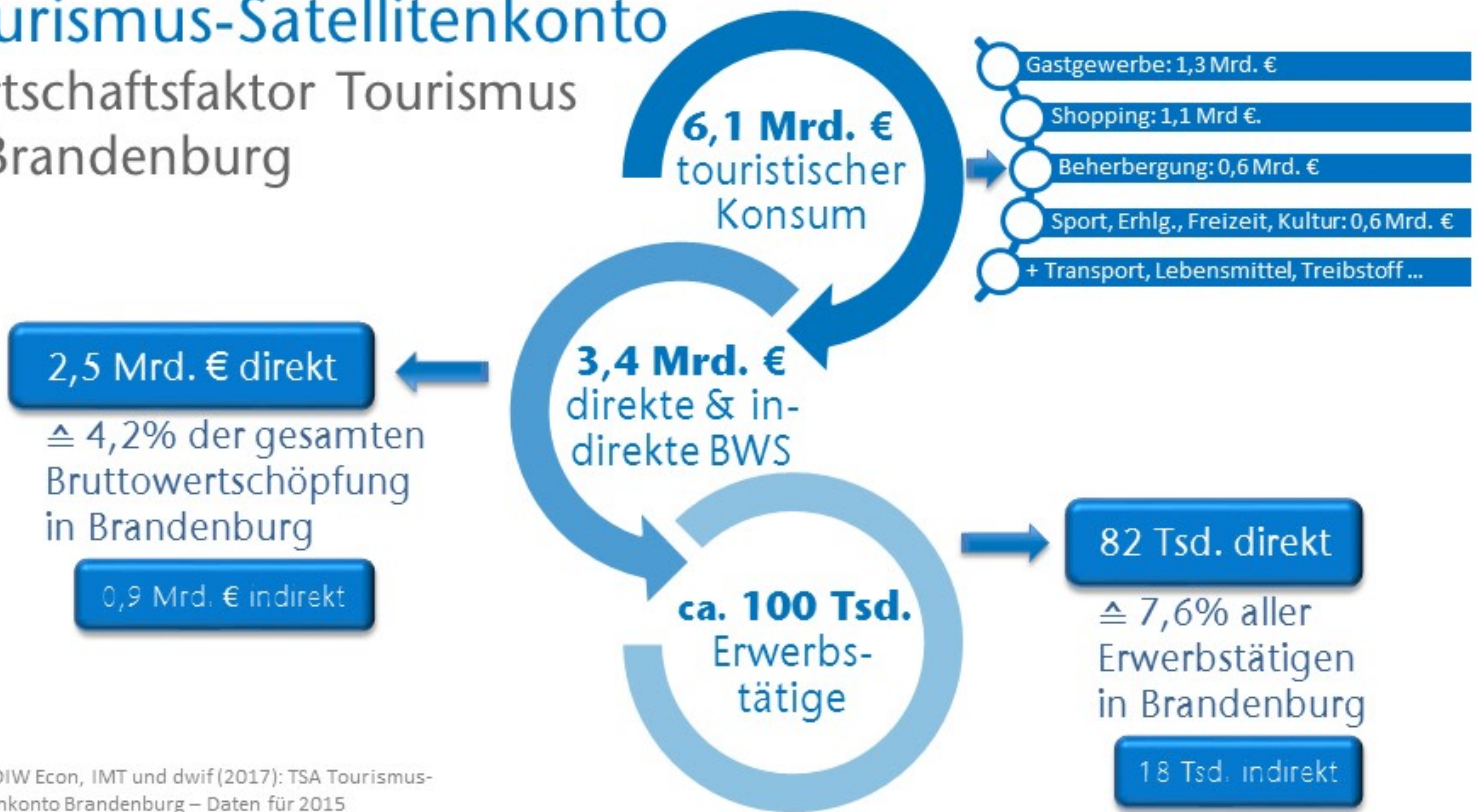 urismus-Satellitenkonto
rtschaftsfaktor Tourismus
Brandenburg
6,1 Mrd. €
touristischer
Konsum
Gastgewerbe: 1,3 Mrd. €
Shopping: 1,1 Mrd €.
Beherbergung: 0,6 Mrd. €
Sport, Erhlg., Freizeit, Kultur: 0,6 Mrd. €
+ Transport, Lebensmittel, Treibstoff ...
3,4 Mrd. €
direkte & in-
direkte BWS
2,5 Mrd. € direkt
≙ 4,2% der gesamten
Bruttowertschöpfung
in Brandenburg
0,9 Mrd. € indirekt
ca. 100 Tsd.
Erwerbs-
tätige
82 Tsd. direkt
≙ 7,6% aller
Erwerbstätigen
in Brandenburg
18 Tsd. indirekt
DIW Econ, IMT und dwif (2017): TSA Tourismus-
nkonto Brandenburg – Daten für 2015